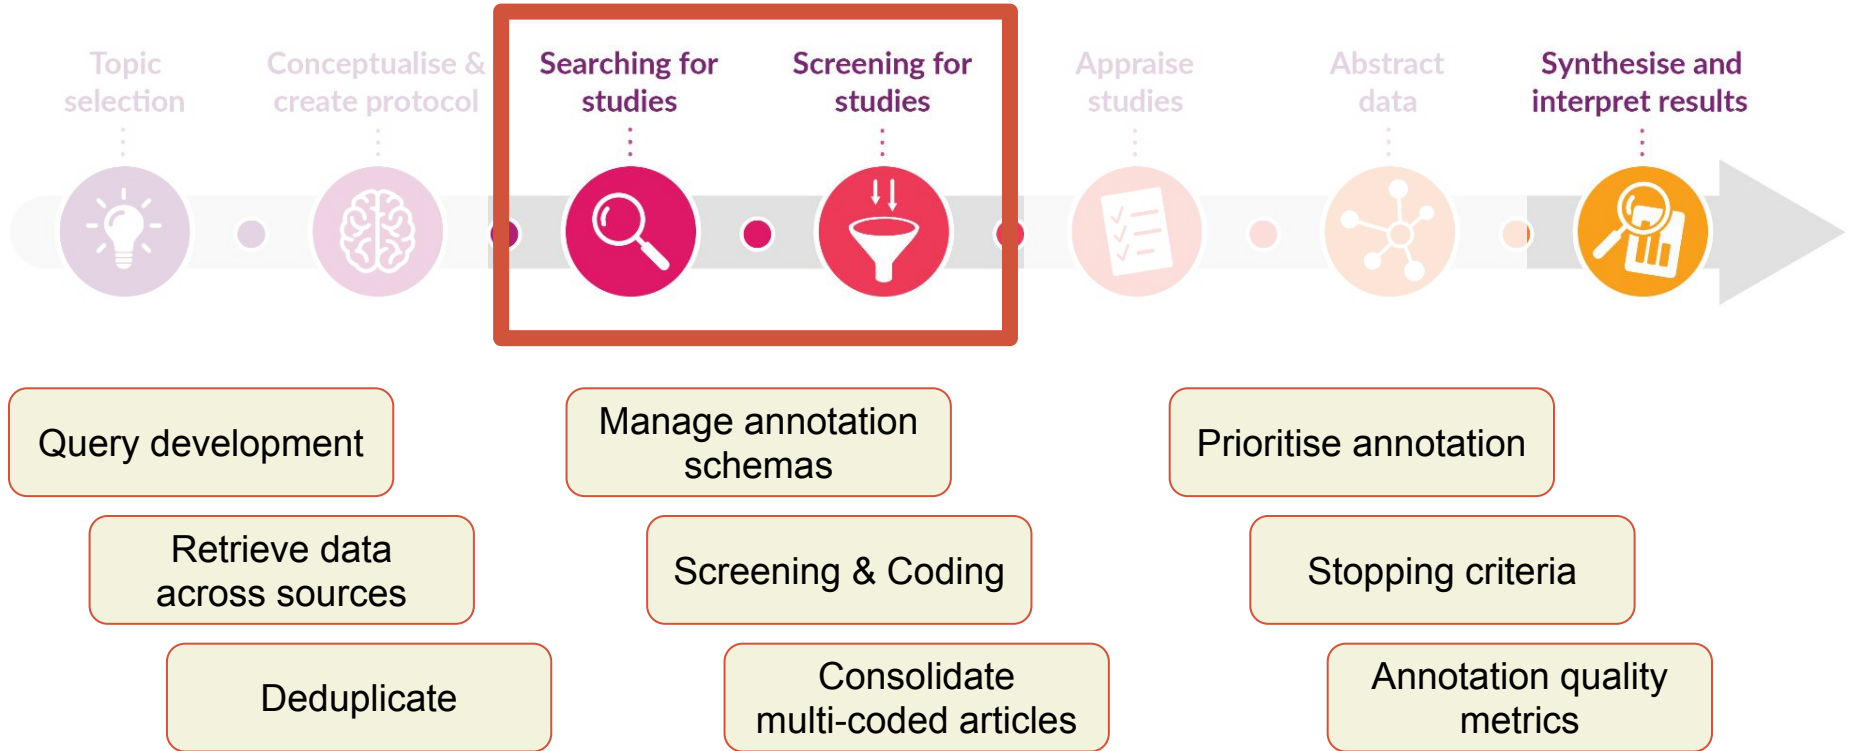 Topic
selection
Conceptualise &
create protocol
Searching for
studies
Screening for
studies
Appraise
studies
Abstract
data
Synthesise and
interpret results
Query development
Retrieve data
across sources
Deduplicate
Manage annotation
schemas
Screening & Coding
Consolidate
multi-coded articles
Prioritise annotation
Stopping criteria
Annotation quality
metrics